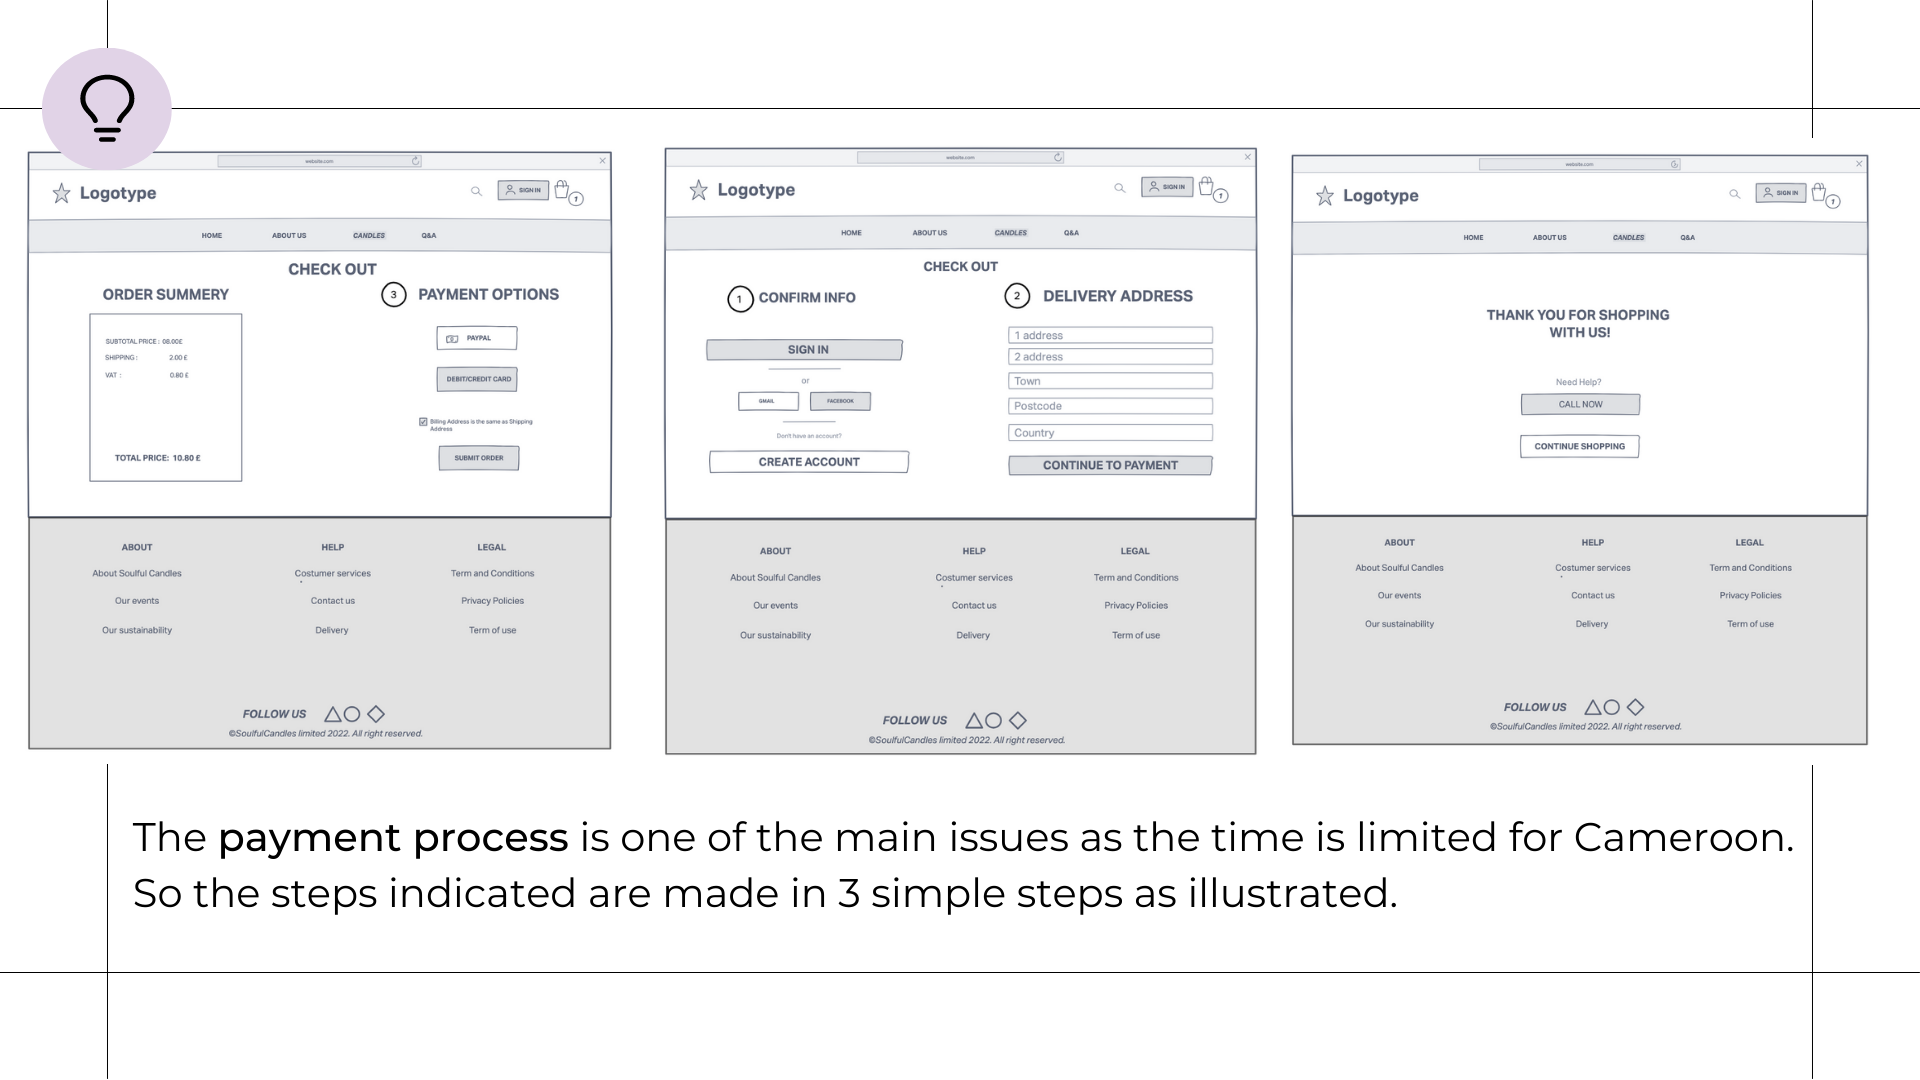 website.com
Logotype
SIGN IN
1
HOME ABOUT US CANDLES Q&A
CHECK OUT
ORDER SUMMERY
SUBTOTAL PRICE : 08.00£
SHIPPING : 2.00 £
VAT : 0.80 £
TOTAL PRICE: 10.80 £
3 PAYMENT OPTIONS
PAYPAL
DEBIT/CREDIT CARD
Billing Address is the same as Shipping
Address
SUBMIT ORDER
ABOUT
About Soulful Candles
Our events
Our sustainability
HELP
Costumer services
Contact us
Delivery
LEGAL
Term and Conditions
Privacy Policies
Term of use
FOLLOW US
©SoulfulCandles limited 2022. All right reserved.
website.com
Logotype
SIGN IN
1
HOME ABOUT US CANDLES Q&A
CHECK OUT
1 CONFIRM INFO
SIGN IN
or
GMAIL FACEBOOK
Don't have an account?
CREATE ACCOUNT
2 DELIVERY ADDRESS
1 address
2 address
Town
Postcode
Country
CONTINUE TO PAYMENT
ABOUT
About Soulful Candles
Our events
Our sustainability
HELP
Costumer services
Contact us
Delivery
LEGAL
Term and Conditions
Privacy Policies
Term of use
FOLLOW US
©SoulfulCandles limited 2022. All right reserved.
website.com
Logotype
SIGN IN
1
HOME ABOUT US CANDLES Q&A
THANK YOU FOR SHOPPING
WITH US!
Need Help?
CALL NOW
CONTINUE SHOPPING
ABOUT
About Soulful Candles
Our events
Our sustainability
HELP
Costumer services
Contact us
Delivery
LEGAL
Term and Conditions
Privacy Policies
Term of use
FOLLOW US
©SoulfulCandles limited 2022. All right reserved.
The payment process is one of the main issues as the time is limited for Cameroon.
So the steps indicated are made in 3 simple steps as illustrated.